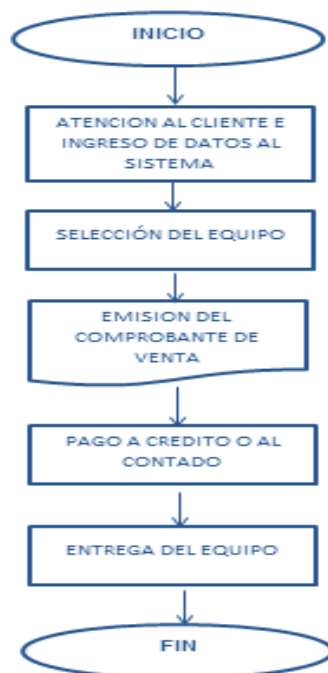 INICIO
ATENCION AL CLIENTE E
INGRESO DE DATOS AL
SISTEMA
SELECCIÓN DEL EQUIPO
EMISION DEL
COMPROBANTE DE
VENTA
PAGO A CREDITO O AL
CONTADO
ENTREGA DEL EQUIPO
FIN